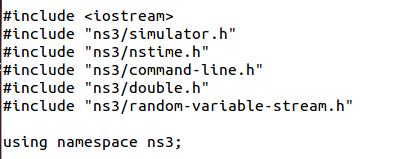 #include <iostream>
#include "ns3/simulator.h"
#include "ns3/nstime.h"
#include "ns3/command-line.h"
#include "ns3/double.h"
#include "ns3/random-variable-stream.h"
using namespace ns3;